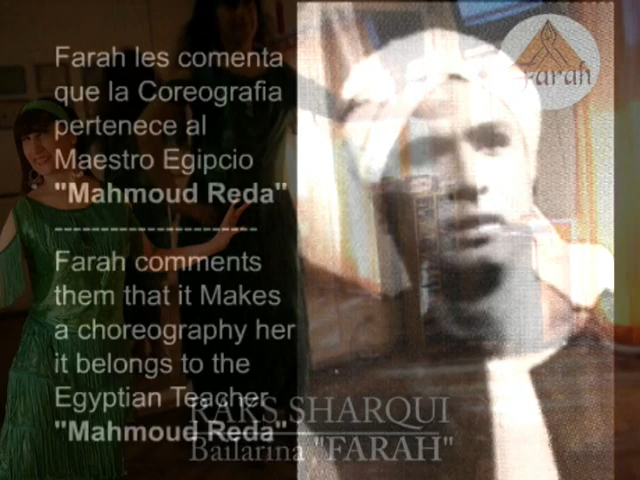 Farah
Farah les comenta
que la Coreografia
pertenece al
Maestro Egipcio
"Mahmoud Reda"
----------------------
Farah comments
them that it Makes
a choreography her
it belongs to the
Egyptian Teacher
"Mahmoud Reda"
RAKS SHARQUI
Bailarina "FARAH"